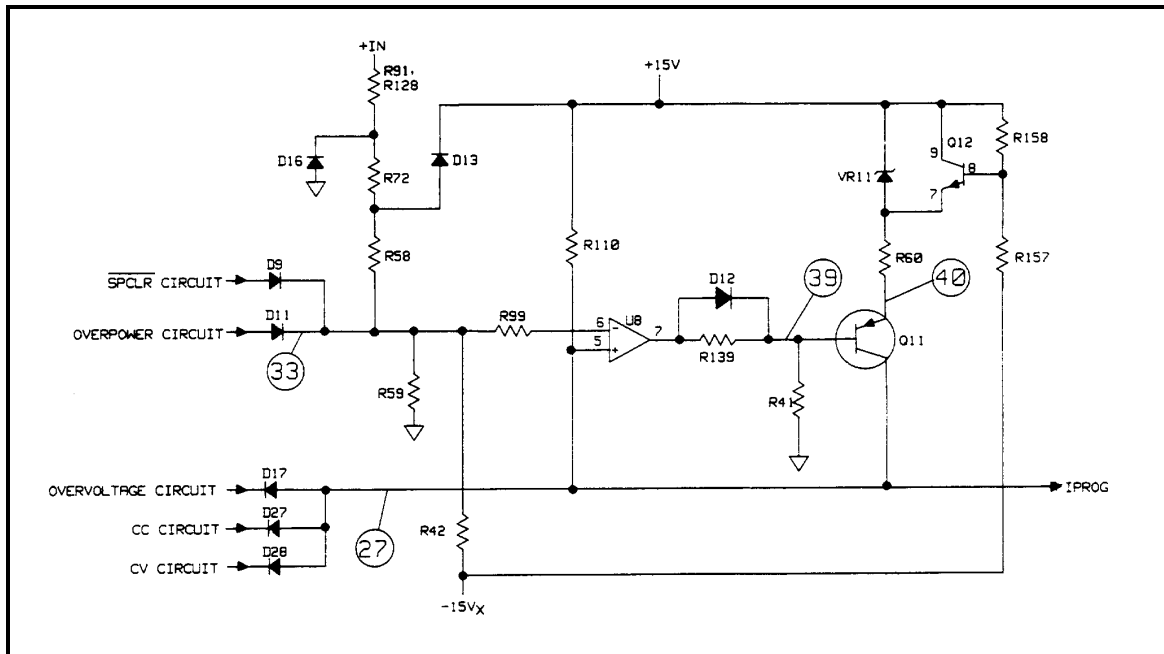 +IN
R91,
R128
+15V
D16
R72
D13
R158
Q12
9
8
7
VR11
R58
R110
R60
40
R157
D9
SPCLR CIRCUIT
D12
39
D11
OVERPOWER CIRCUIT
R99
6
-
U8
7
5
+
R139
Q11
33
R59
R41
D17
OVERVOLTAGE CIRCUIT
IPROG
D27
CC CIRCUIT
R42
27
D28
CV CIRCUIT
-15VX